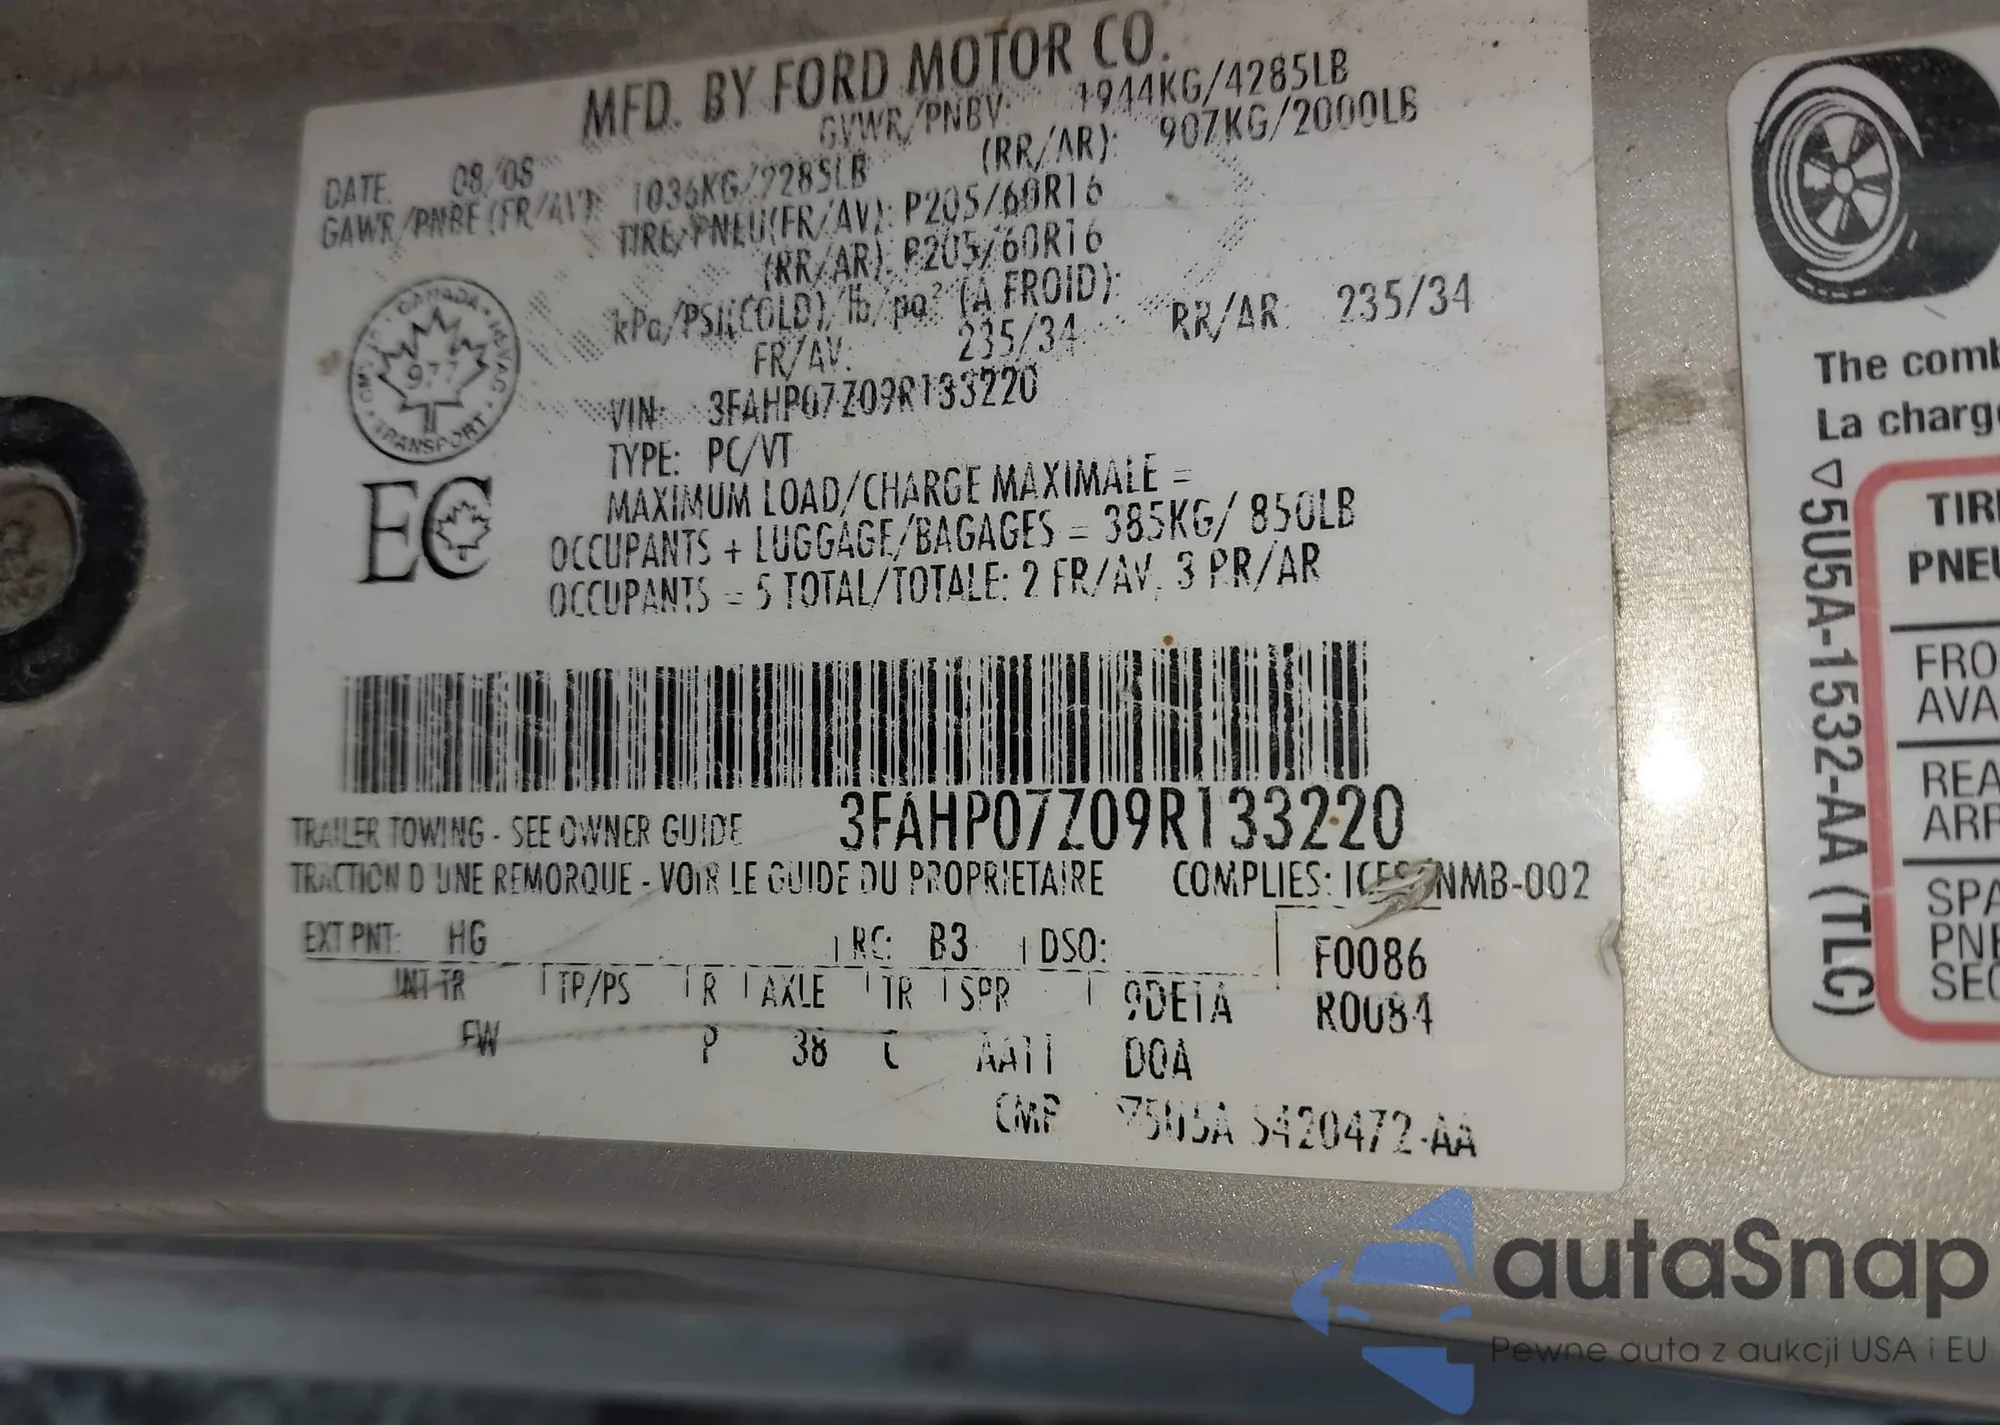 MFD. BY FORD MOTOR CO.
GVWR/PNBV: 1944KG/4285LB
DATE: 08/08
GAWR/PNBE (FR/AV): 1036KG/2285LB (RR/AR): 907KG/2000LB
TIRE/PNEU(FR/AV): P205/60R16
(RR/AR): P205/60R16
kPa/PSI(COLD)/lb/po² (A FROID):
FR/AV: 235/34 RR/AR: 235/34
VIN: 3FAHP07Z09R133220
TYPE: PC/VT
MAXIMUM LOAD/CHARGE MAXIMALE =
OCCUPANTS + LUGGAGE/BAGAGES = 385KG/ 850LB
OCCUPANTS = 5 TOTAL/TOTALE: 2 FR/AV, 3 RR/AR
CANADA
977
TRANSPORT
EC
3FAHP07Z09R133220
TRAILER TOWING - SEE OWNER GUIDE
TRACTION D UNE REMORQUE - VOIR LE GUIDE DU PROPRIETAIRE COMPLIES: NMB-002
EXT PNT: HG RC: B3 DSO: F0086
INT TR TP/PS R AXLE TR SPR R0084
FW P 38 AA11 DOA
CMP S420472-AA
The comb
La charg
▽5U5A-1532-AA (TLC)
TIR
PNEU
FRO
AVA
REA
ARR
SPA
PNE
SEC
autaSnap
Pewne auta z aukcji USA i EU